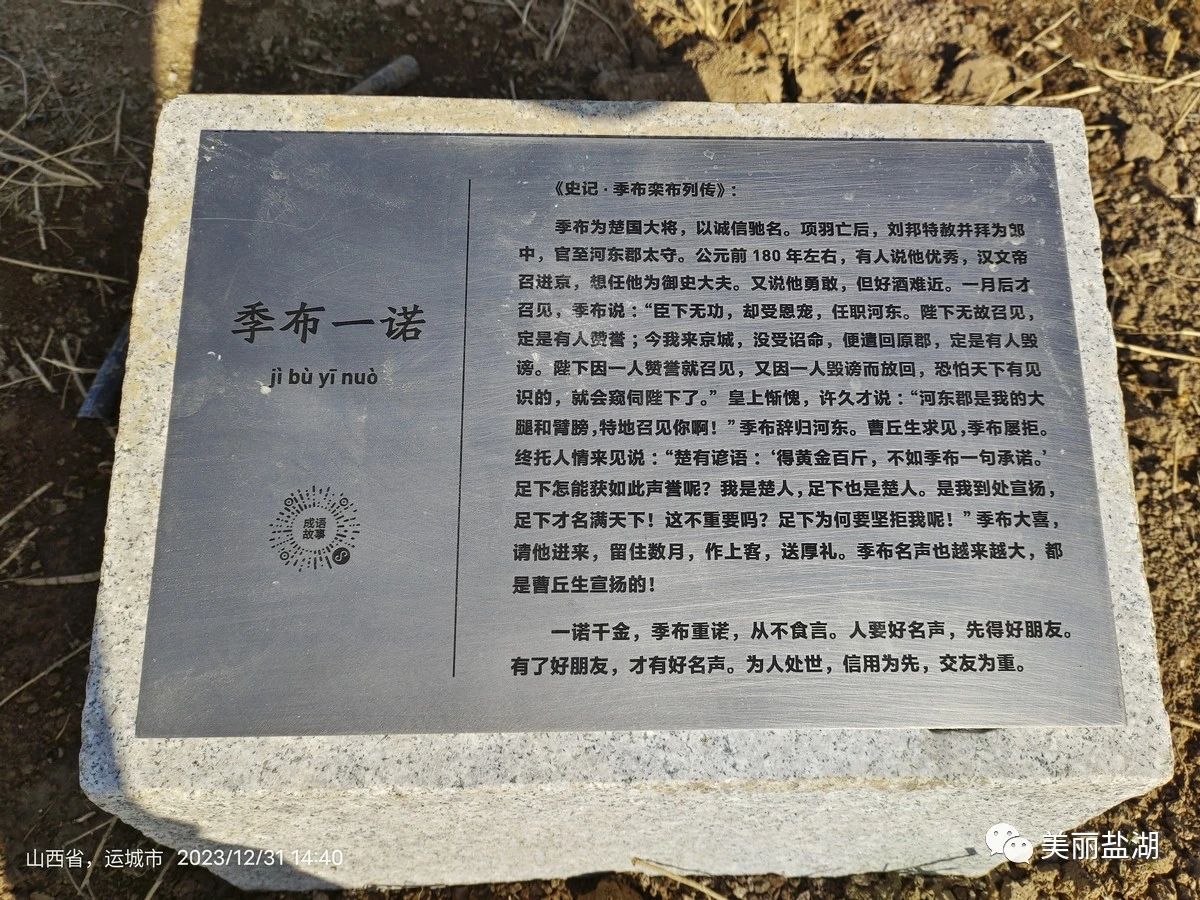 季布一诺
jì bù yī nuò
成语
故事
《史记·季布栾布列传》：
季布为楚国大将，以诚信驰名。项羽亡后，刘邦特赦并拜为郎
中，官至河东郡太守。公元前 180 年左右，有人说他优秀，汉文帝
召进京，想任他为御史大夫。又说他勇敢，但好酒难近。一月后才
召见，季布说：“臣下无功，却受恩宠，任职河东。陛下无故召见，
定是有人赞誉；今我来京城，没受诏命，便遣回原郡，定是有人毁
谤。陛下因一人赞誉就召见，又因一人毁谤而放回，恐怕天下有见
识的，就会窥伺陛下了。”皇上惭愧，许久才说：“河东郡是我的大
腿和臂膀，特地召见你啊！”季布辞归河东。曹丘生求见，季布屡拒。
终托人情来见说：“楚有谚语：‘得黄金百斤，不如季布一句承诺。’
足下怎能获如此声誉呢？我是楚人，足下也是楚人。是我到处宣扬，
足下才名满天下！这不重要吗？足下为何要坚拒我呢！”季布大喜，
请他进来，留住数月，作上客，送厚礼。季布名声也越来越大，都
是曹丘生宣扬的！
一诺千金，季布重诺，从不食言。人要好名声，先得好朋友。
有了好朋友，才有好名声。为人处世，信用为先，交友为重。
山西省，运城市 2023/12/31 14:40
美丽盐湖